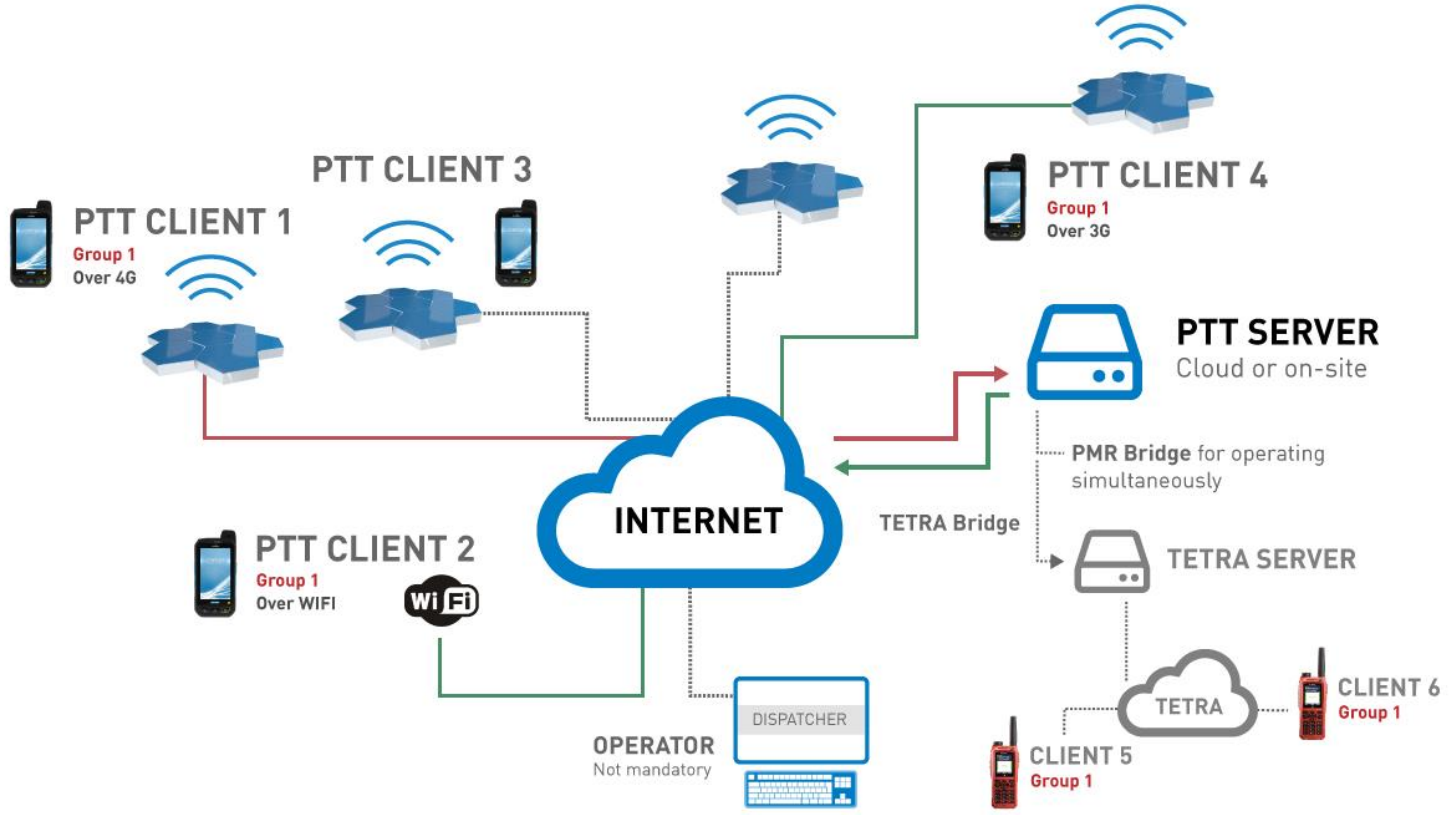 PTT CLIENT 1
Group 1
Over 4G
PTT CLIENT 3
PTT CLIENT 4
Group 1
Over 3G
PTT SERVER
Cloud or on-site
PMR Bridge for operating
simultaneously
INTERNET
TETRA Bridge
TETRA SERVER
PTT CLIENT 2
Group 1
Over WIFI
Wi Fi
DISPATCHER
OPERATOR
Not mandatory
TETRA
CLIENT 6
Group 1
CLIENT 5
Group 1